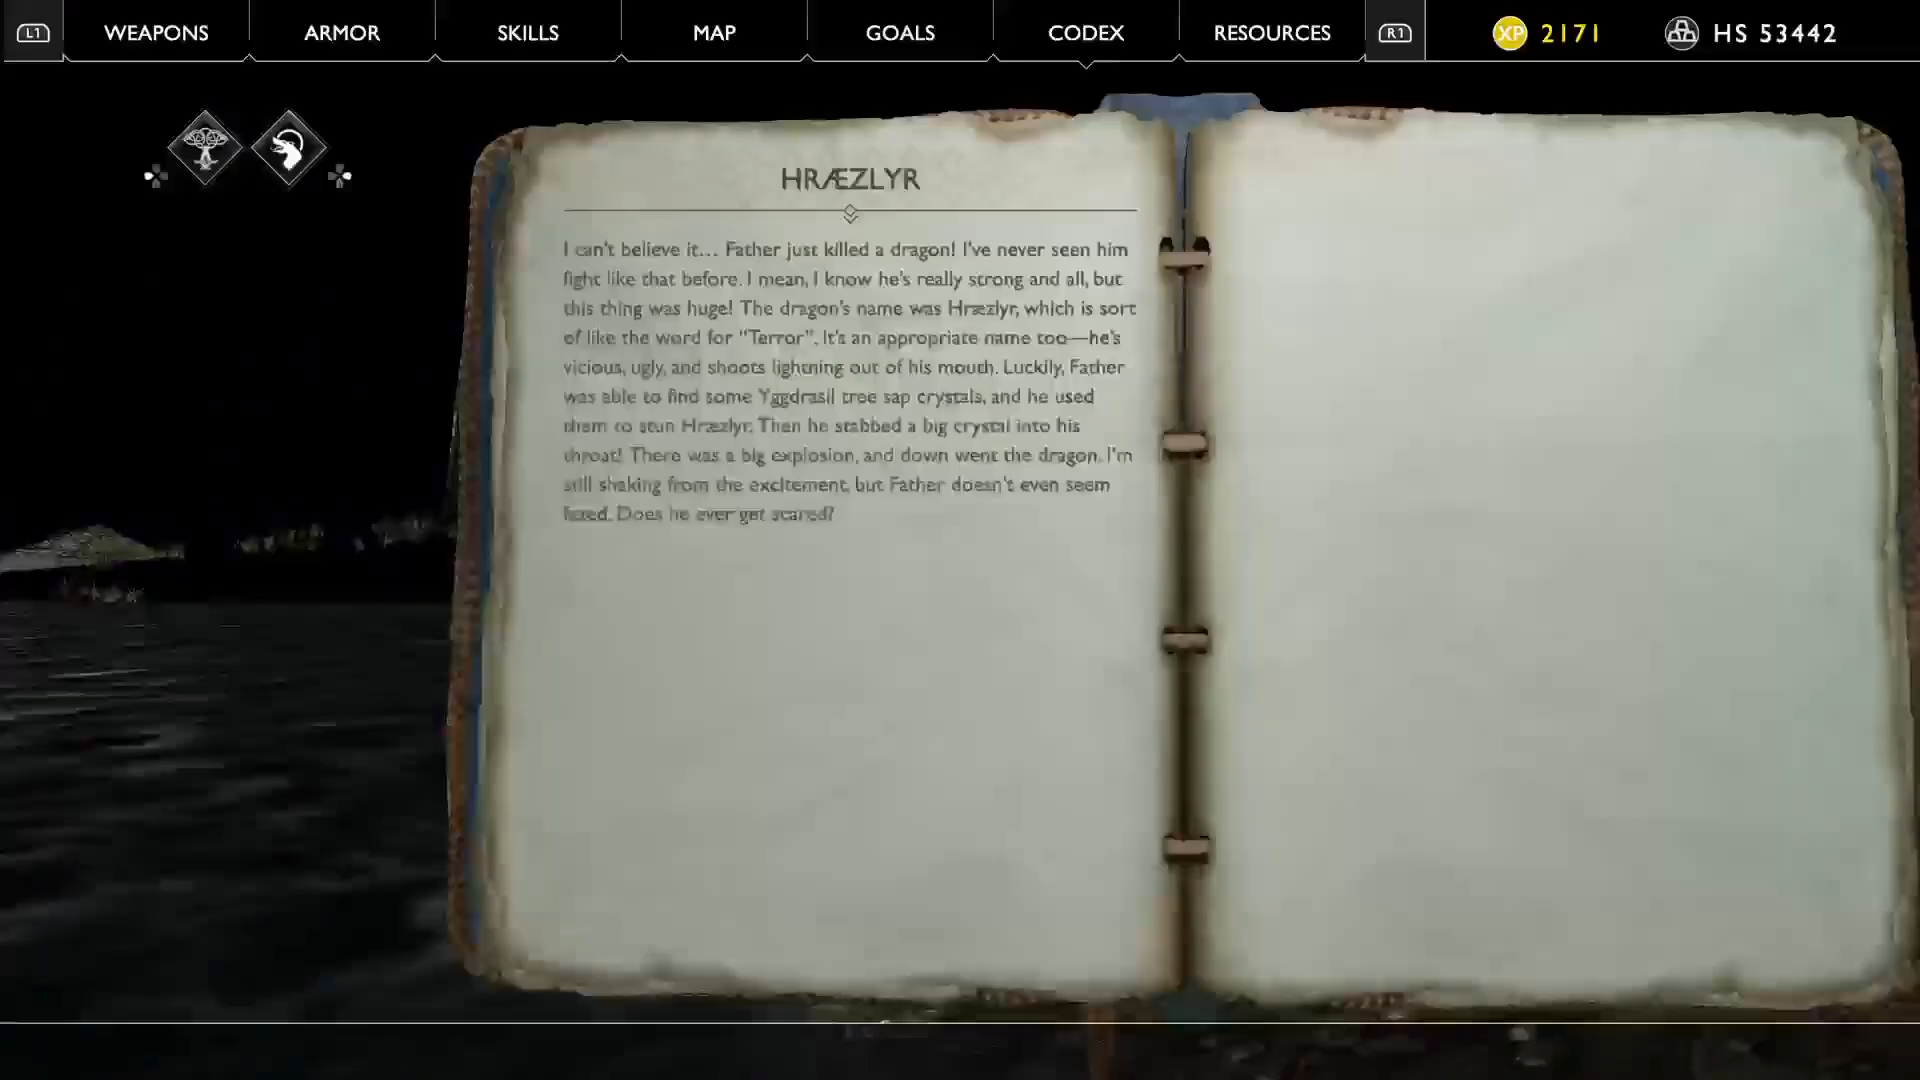 L1 WEAPONS ARMOR SKILLS MAP GOALS CODEX RESOURCES R1 XP 2171 HS 53442
HRÆZLYR
I can't believe it... Father just killed a dragon! I've never seen him
fight like that before. I mean, I know he's really strong and all, but
this thing was huge! The dragon's name was Hræzlyr, which is sort
of like the word for "Terror". It's an appropriate name too—he's
vicious, ugly, and shoots lightning out of his mouth. Luckily, Father
was able to find some Yggdrasil tree sap crystals, and he used
them to stun Hræzlyr. Then he stabbed a big crystal into his
throat! There was a big explosion, and down went the dragon. I'm
still shaking from the excitement, but Father doesn't even seem
fazed. Does he ever get scared?